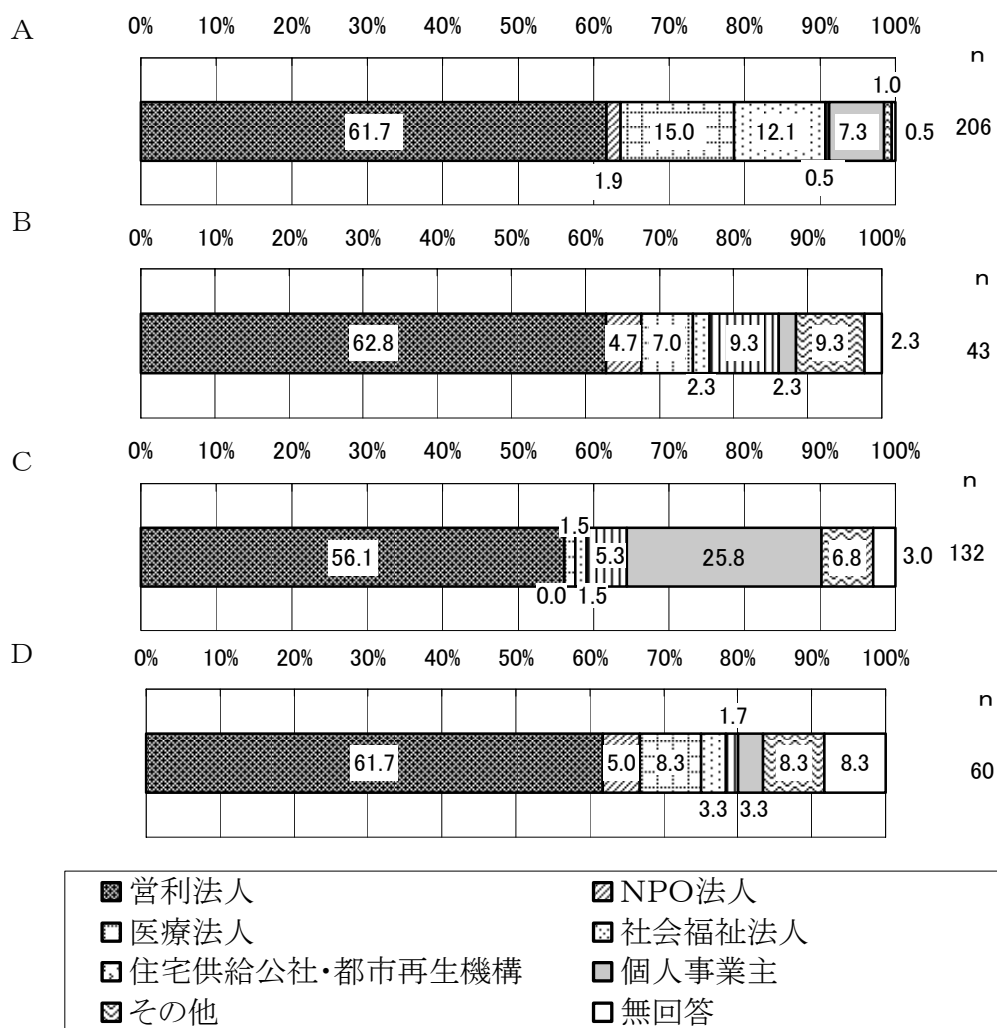 A 0% 10% 20% 30% 40% 50% 60% 70% 80% 90% 100%
n
1.0
61.7 15.0 12.1 7.3 0.5 206
1.9 0.5
B 0% 10% 20% 30% 40% 50% 60% 70% 80% 90% 100%
n
62.8 4.7 7.0 9.3 9.3 2.3 43
2.3 2.3
C 0% 10% 20% 30% 40% 50% 60% 70% 80% 90% 100%
n
1.5
56.1 5.3 25.8 6.8 3.0 132
0.0 1.5
D 0% 10% 20% 30% 40% 50% 60% 70% 80% 90% 100%
n
1.7
61.7 5.0 8.3 8.3 8.3 60
3.3 3.3
営利法人 NPO法人
医療法人 社会福祉法人
住宅供給公社・都市再生機構 個人事業主
その他 無回答